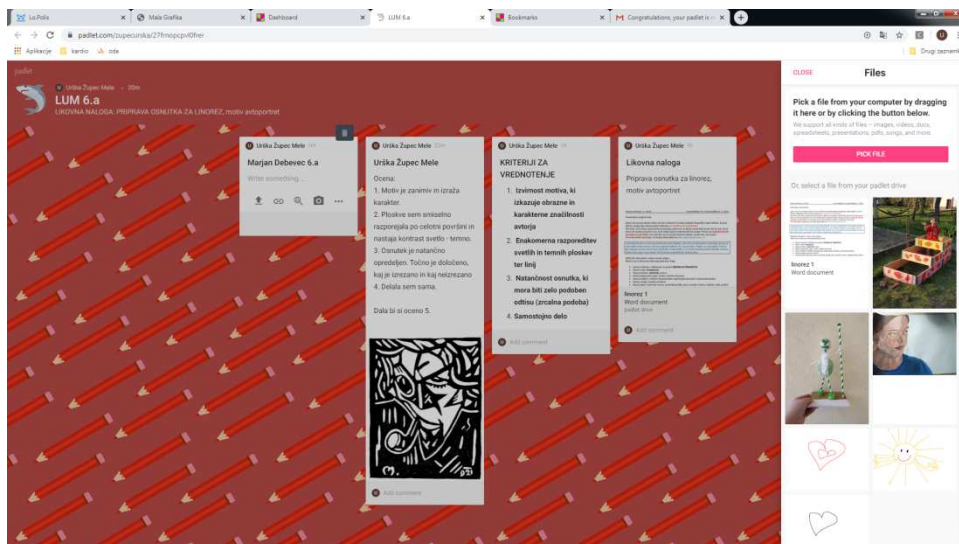 Lo.Polis
Mala Grafika
Dashboard
LUM 6.a
Bookmarks
Congratulations, your padlet is
padlet.com/zupecurska/27fmopcpvl0frer
Aplikacije
kardio
oda
Drugi zaznamki
padlet
Urška Župec Mele
20m
LUM 6.a
LIKOVNA NALOGA: PRIPRAVA OSNUTKA ZA LINOREZ, motiv avtoportret
Urška Župec Mele
Marjan Debevec 6.a
Write something ...
Urška Župec Mele
Urška Župec Mele
Ocena:
1. Motiv je zanimiv in izraža
karakter.
2. Ploskve sem smiselno
razporejala po celotni površini in
nastaja kontrast svetlo - temno.
3. Osnutek je natančno
opredeljen. Točno je določeno,
kaj je izrezano in kaj neizrezano
4. Delala sem sama.
Dala bi si oceno 5.
Add comment
Urška Župec Mele
KRITERIJI ZA
VREDNOTENJE
1. Izvirnost motiva, ki
izkazuje obrazne in
karakterne značilnosti
avtorja
2. Enakomerna razporeditev
svetlih in temnih ploskev
ter linij
3. Natančnost osnutka, ki
mora biti zelo podoben
odtisu (zrcalna podoba)
4. Samostojno delo
Add comment
Urška Župec Mele
Likovna naloga
Priprava osnutka za linorez,
motiv avtoportret
linorez 1
Word document
padlet drive
Add comment
CLOSE
Files
Pick a file from your computer by dragging
it here or by clicking the button below.
We support all kinds of files – images, videos, docs,
spreadsheets, presentations, pdfs, songs, and more.
PICK FILE
Or, select a file from your padlet drive
linorez 1
Word document